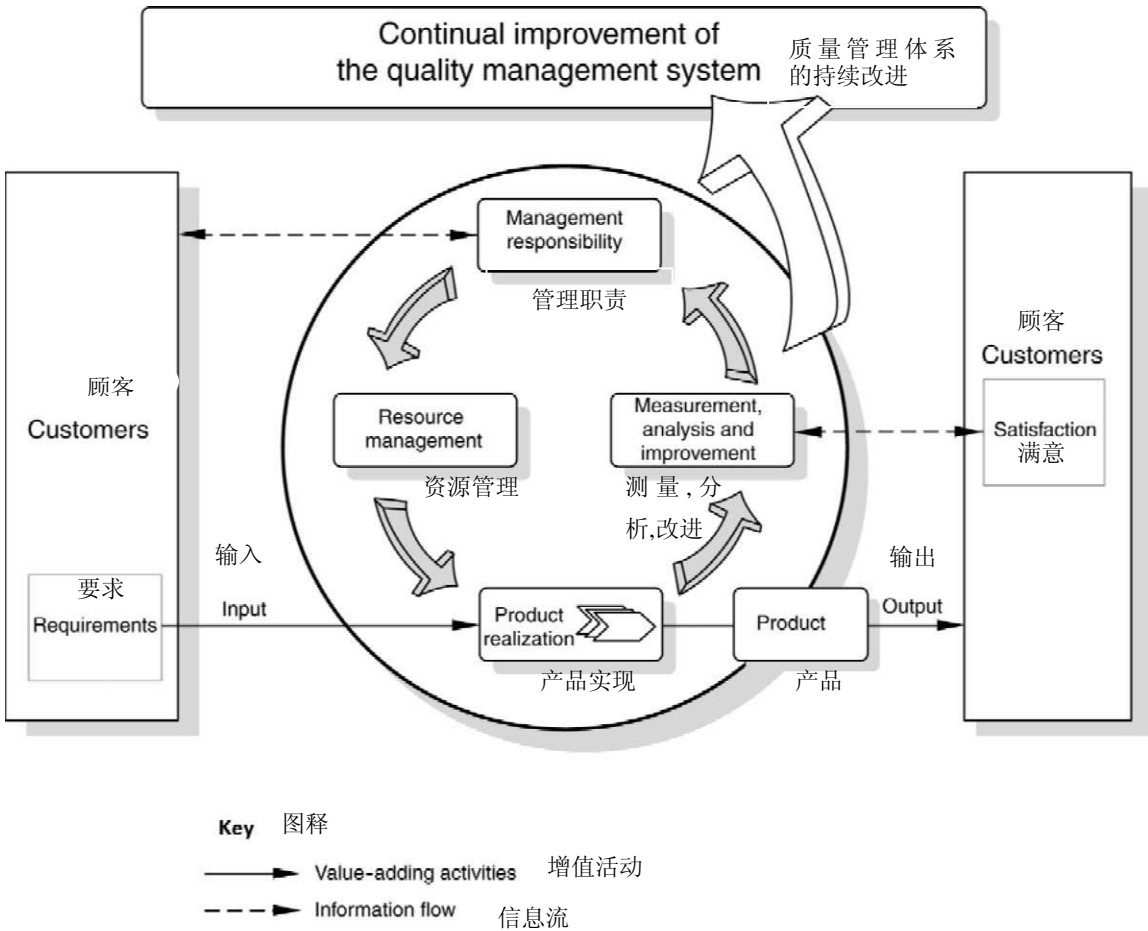 Continual improvement of
the quality management system
质量管理体系
的持续改进
Management
responsibility
管理职责
顾客
Customers
顾客
Customers
Resource
management
资源管理
Measurement,
analysis and
improvement
测量,分
析,改进
Satisfaction
满意
要求
Requirements
输入
Input
Product
realization
产品实现
Product
产品
输出
Output
Key 图释
Value-adding activities 增值活动
Information flow 信息流